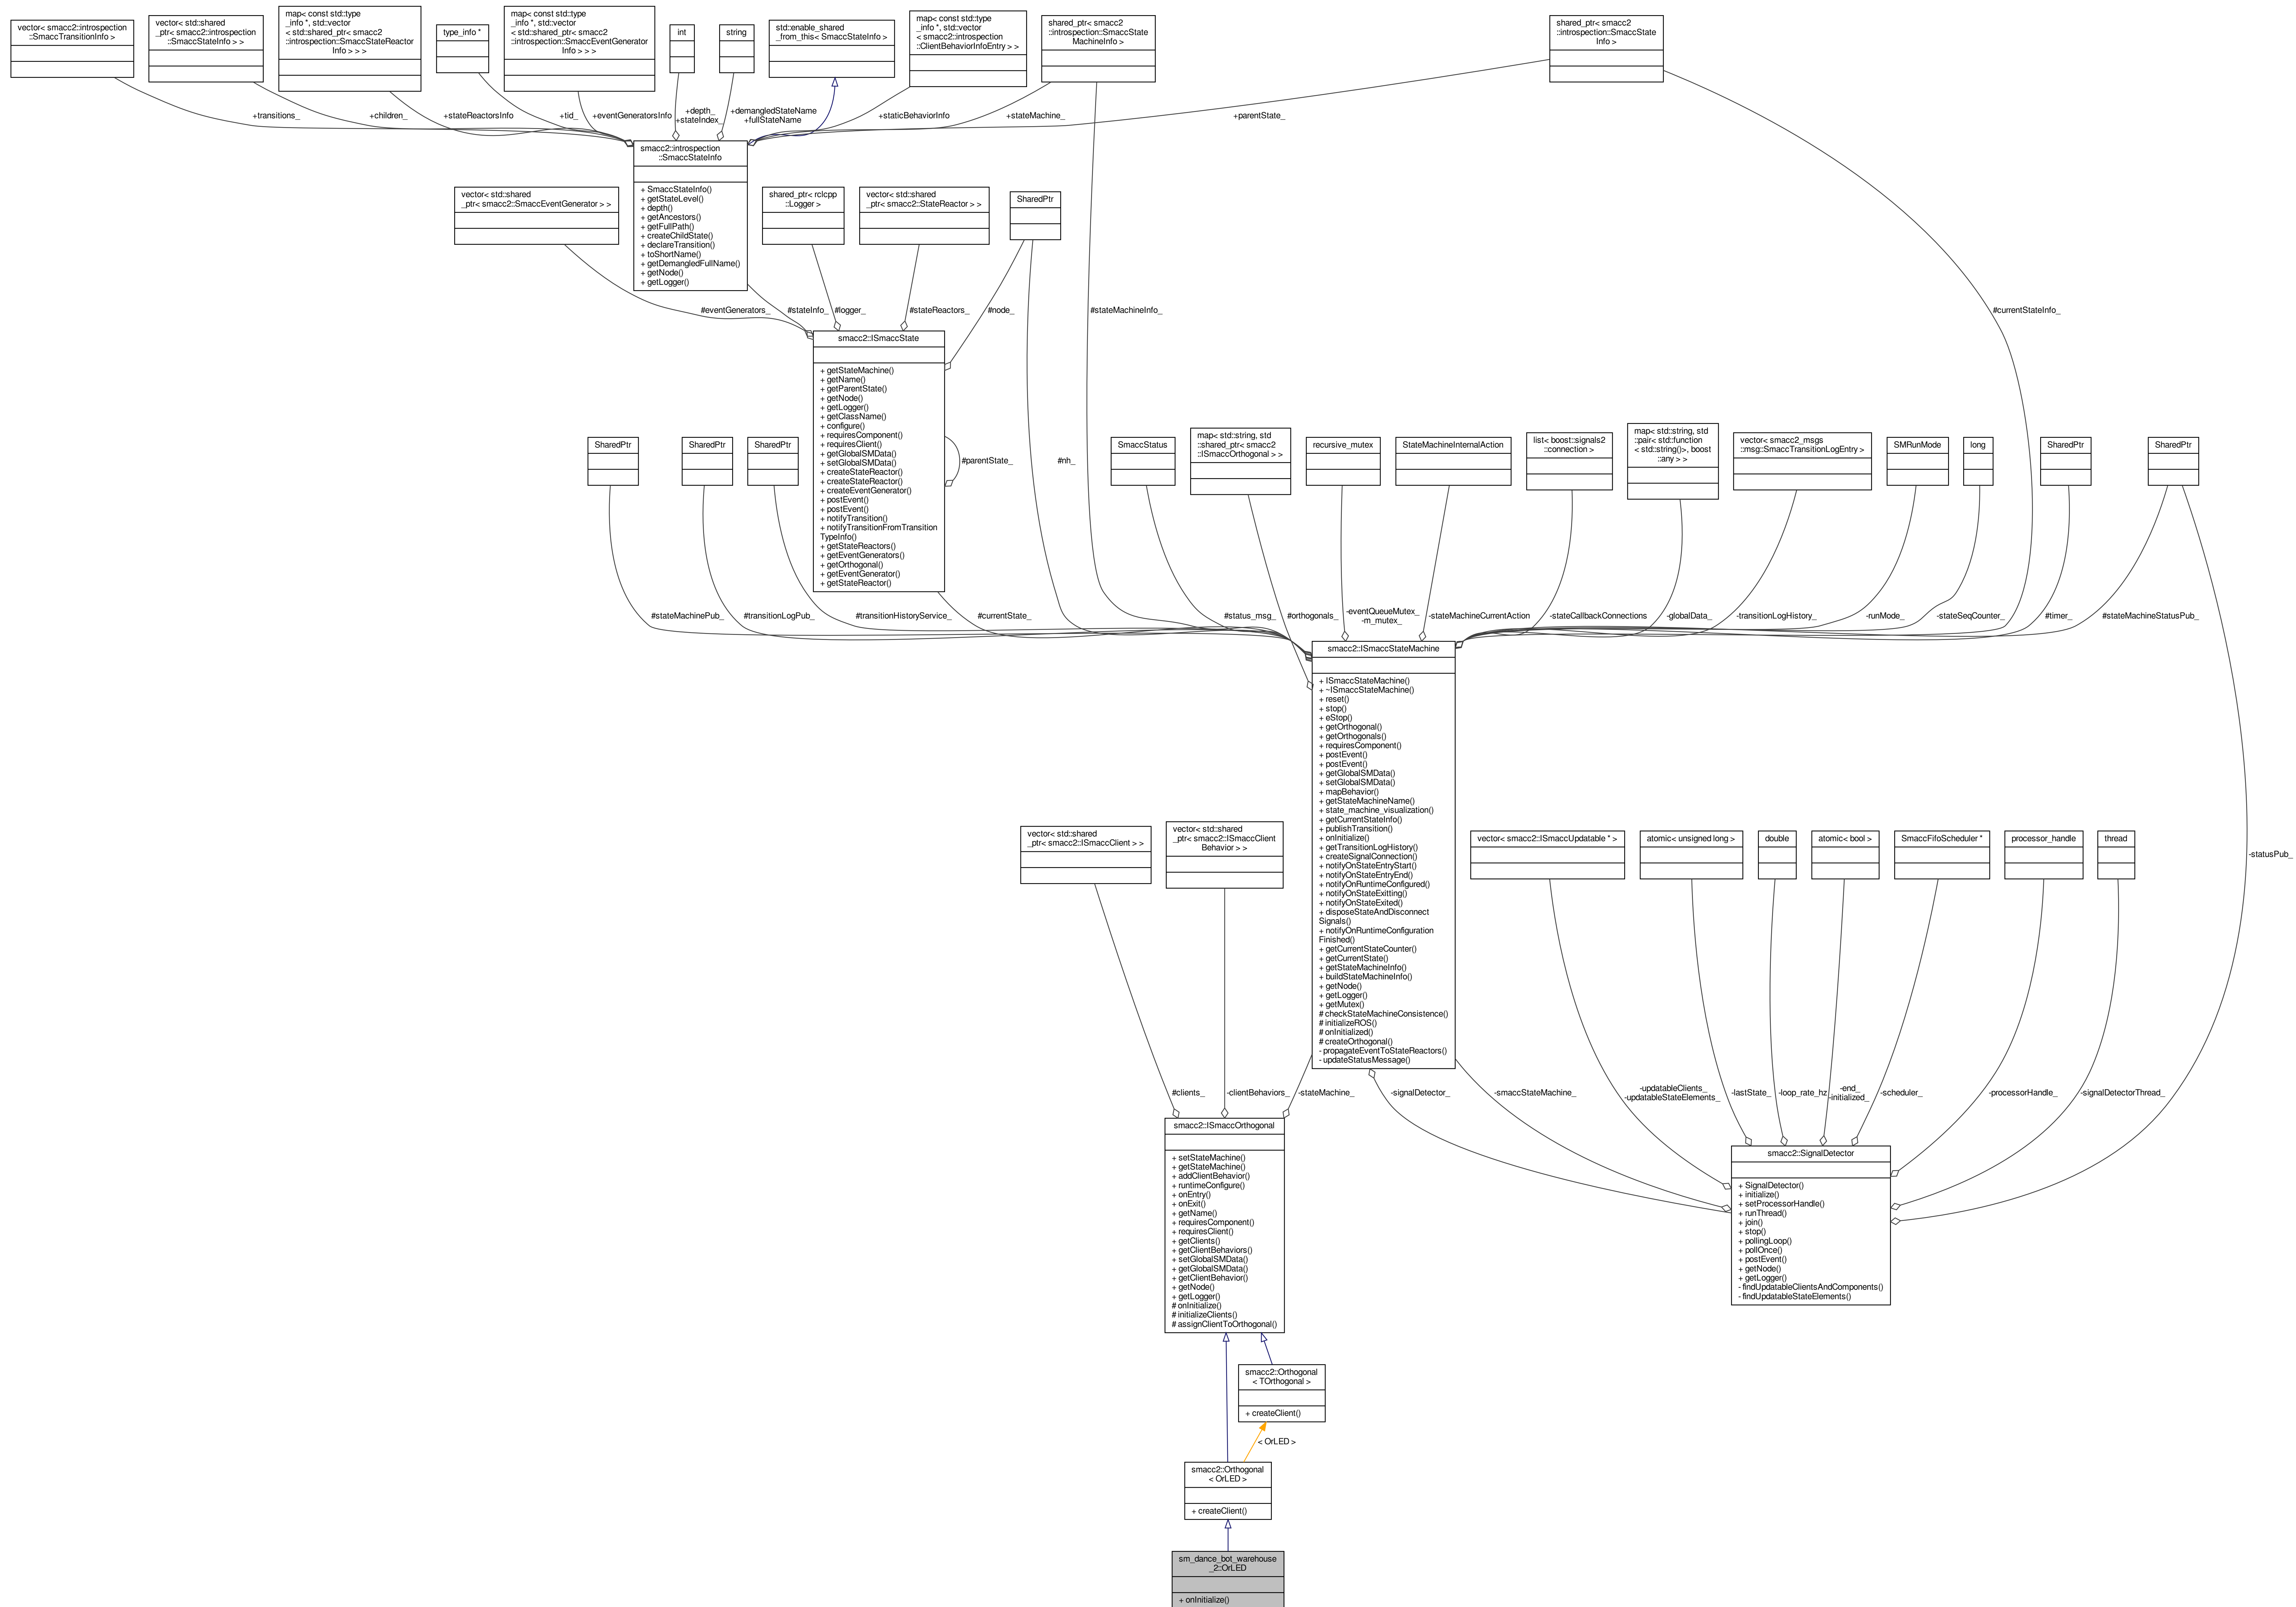 vector< smacc2::introspection
::SmaccTransitionInfo >
vector< std::shared
_ptr< smacc2::introspection
::SmaccStateInfo > >
map< const std::type
_info *, std::vector
< std::shared_ptr< smacc2
::introspection::SmaccStateReactor
Info > > >
type_info *
map< const std::type
_info *, std::vector
< std::shared_ptr< smacc2
::introspection::SmaccEventGenerator
Info > > >
int
string
std::enable_shared
_from_this< SmaccStateInfo >
map< const std::type
_info *, std::vector
< smacc2::introspection
::ClientBehaviorInfoEntry > >
shared_ptr< smacc2
::introspection::SmaccState
MachineInfo >
shared_ptr< smacc2
::introspection::SmaccState
Info >
+transitions_
+children_
+stateReactorsInfo
+tid_
+eventGeneratorsInfo
+depth_
+stateIndex_
+demangledStateName
+fullStateName
+staticBehaviorInfo
+stateMachine_
+parentState_
smacc2::introspection
::SmaccStateInfo
+ SmaccStateInfo()
+ getStateLevel()
+ depth()
+ getAncestors()
+ getFullPath()
+ createChildState()
+ declareTransition()
+ toShortName()
+ getDemangledFullName()
+ getNode()
+ getLogger()
vector< std::shared
_ptr< smacc2::SmaccEventGenerator > >
shared_ptr< rclcpp
::Logger >
vector< std::shared
_ptr< smacc2::StateReactor > >
SharedPtr
#eventGenerators_
#stateInfo_
#logger_
#stateReactors_
#node_
#stateMachineInfo_
#currentStateInfo_
smacc2::ISmaccState
+ getStateMachine()
+ getName()
+ getParentState()
+ getNode()
+ getLogger()
+ getClassName()
+ configure()
+ requiresComponent()
+ requiresClient()
+ getGlobalSMData()
+ setGlobalSMData()
+ createStateReactor()
+ createStateReactor()
+ createEventGenerator()
+ postEvent()
+ postEvent()
+ notifyTransition()
+ notifyTransitionFromTransition
TypeInfo()
+ getStateReactors()
+ getEventGenerators()
+ getOrthogonal()
+ getEventGenerator()
+ getStateReactor()
#parentState_
#nh_
SharedPtr
SharedPtr
SharedPtr
SmaccStatus
map< std::string, std
::shared_ptr< smacc2
::ISmaccOrthogonal > >
recursive_mutex
StateMachineInternalAction
list< boost::signals2
::connection >
map< std::string, std
::pair< std::function
< std::string()>, boost
::any > >
vector< smacc2_msgs
::msg::SmaccTransitionLogEntry >
SMRunMode
long
SharedPtr
SharedPtr
#stateMachinePub_
#transitionLogPub_
#transitionHistoryService_
#currentState_
#status_msg_
#orthogonals_
-eventQueueMutex_
-m_mutex_
-stateMachineCurrentAction
-stateCallbackConnections
-globalData_
-transitionLogHistory_
-runMode_
-stateSeqCounter_
#timer_
#stateMachineStatusPub_
smacc2::ISmaccStateMachine
+ ISmaccStateMachine()
+ ~ISmaccStateMachine()
+ reset()
+ stop()
+ eStop()
+ getOrthogonal()
+ getOrthogonals()
+ requiresComponent()
+ postEvent()
+ postEvent()
+ getGlobalSMData()
+ setGlobalSMData()
+ mapBehavior()
+ getStateMachineName()
+ state_machine_visualization()
+ getCurrentStateInfo()
+ publishTransition()
+ onInitialize()
+ getTransitionLogHistory()
+ createSignalConnection()
+ notifyOnStateEntryStart()
+ notifyOnStateEntryEnd()
+ notifyOnRuntimeConfigured()
+ notifyOnStateExitting()
+ notifyOnStateExited()
+ disposeStateAndDisconnect
Signals()
+ notifyOnRuntimeConfiguration
Finished()
+ getCurrentStateCounter()
+ getCurrentState()
+ getStateMachineInfo()
+ buildStateMachineInfo()
+ getNode()
+ getLogger()
+ getMutex()
# checkStateMachineConsistence()
# initializeROS()
# onInitialized()
# createOrthogonal()
- propagateEventToStateReactors()
- updateStatusMessage()
vector< std::shared
_ptr< smacc2::ISmaccClient > >
vector< std::shared
_ptr< smacc2::ISmaccClient
Behavior > >
vector< smacc2::ISmaccUpdatable * >
atomic< unsigned long >
double
atomic< bool >
SmaccFifoScheduler *
processor_handle
thread
-statusPub_
#clients_
-clientBehaviors_
-stateMachine_
-signalDetector_
-smaccStateMachine_
-updatableClients_
-updatableStateElements_
-lastState_
-loop_rate_hz
-end_
-initialized_
-scheduler_
-processorHandle_
-signalDetectorThread_
smacc2::ISmaccOrthogonal
+ setStateMachine()
+ getStateMachine()
+ addClientBehavior()
+ runtimeConfigure()
+ onEntry()
+ onExit()
+ getName()
+ requiresComponent()
+ requiresClient()
+ getClients()
+ getClientBehaviors()
+ setGlobalSMData()
+ getGlobalSMData()
+ getClientBehavior()
+ getNode()
+ getLogger()
# onInitialize()
# initializeClients()
# assignClientToOrthogonal()
smacc2::SignalDetector
+ SignalDetector()
+ initialize()
+ setProcessorHandle()
+ runThread()
+ join()
+ stop()
+ pollingLoop()
+ pollOnce()
+ postEvent()
+ getNode()
+ getLogger()
- findUpdatableClientsAndComponents()
- findUpdatableStateElements()
smacc2::Orthogonal
< TOrthogonal >
+ createClient()
< OrLED >
smacc2::Orthogonal
< OrLED >
+ createClient()
sm_dance_bot_warehouse
_2::OrLED
+ onInitialize()